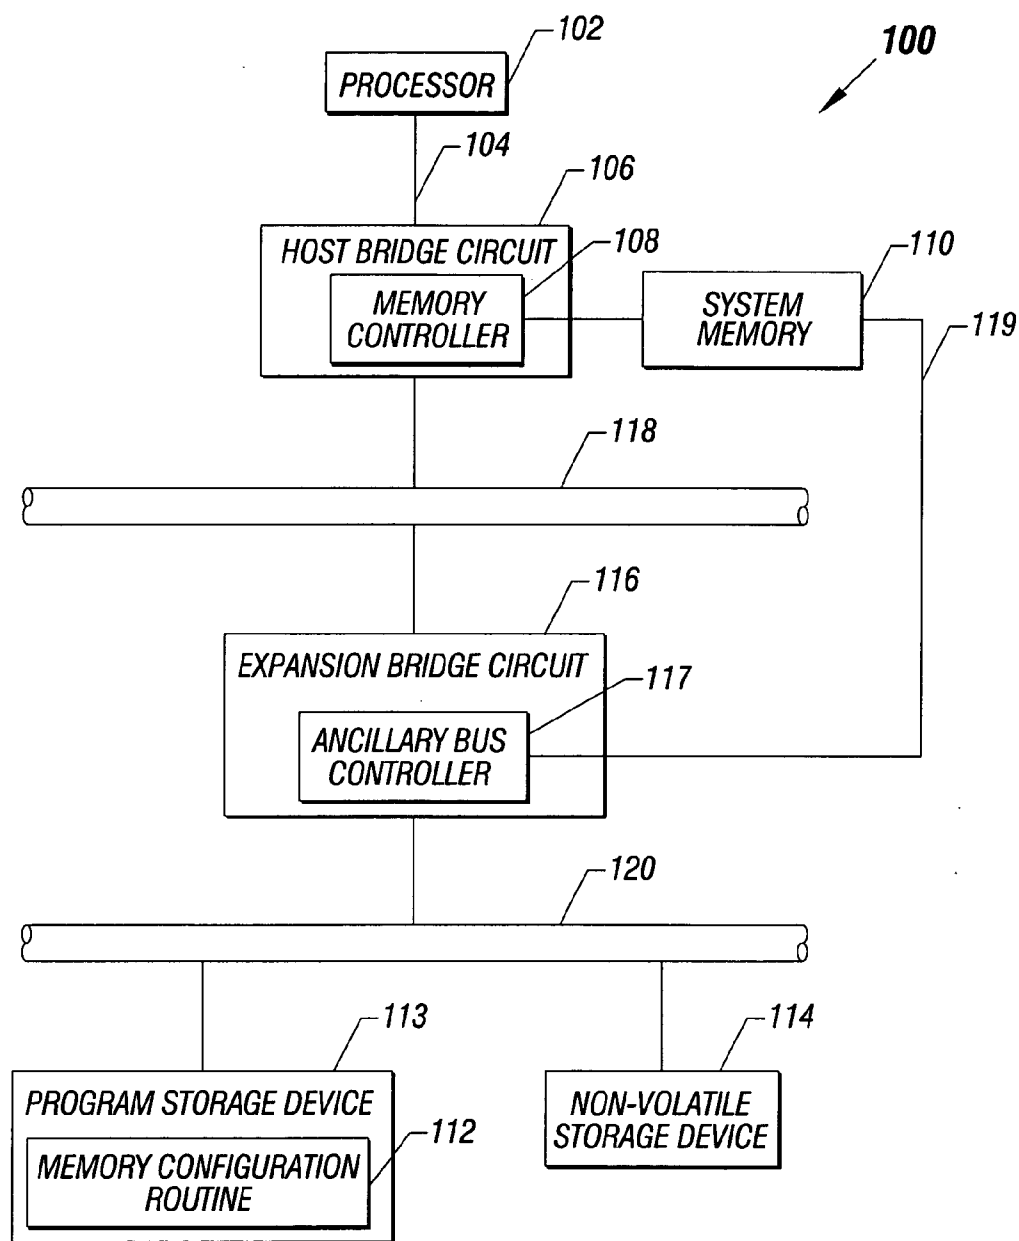 102
100
PROCESSOR
104
106
HOST BRIDGE CIRCUIT
108
110
MEMORY
CONTROLLER
SYSTEM
MEMORY
119
118
116
EXPANSION BRIDGE CIRCUIT
117
ANCILLARY BUS
CONTROLLER
120
113
114
PROGRAM STORAGE DEVICE
112
MEMORY CONFIGURATION
ROUTINE
NON-VOLATILE
STORAGE DEVICE